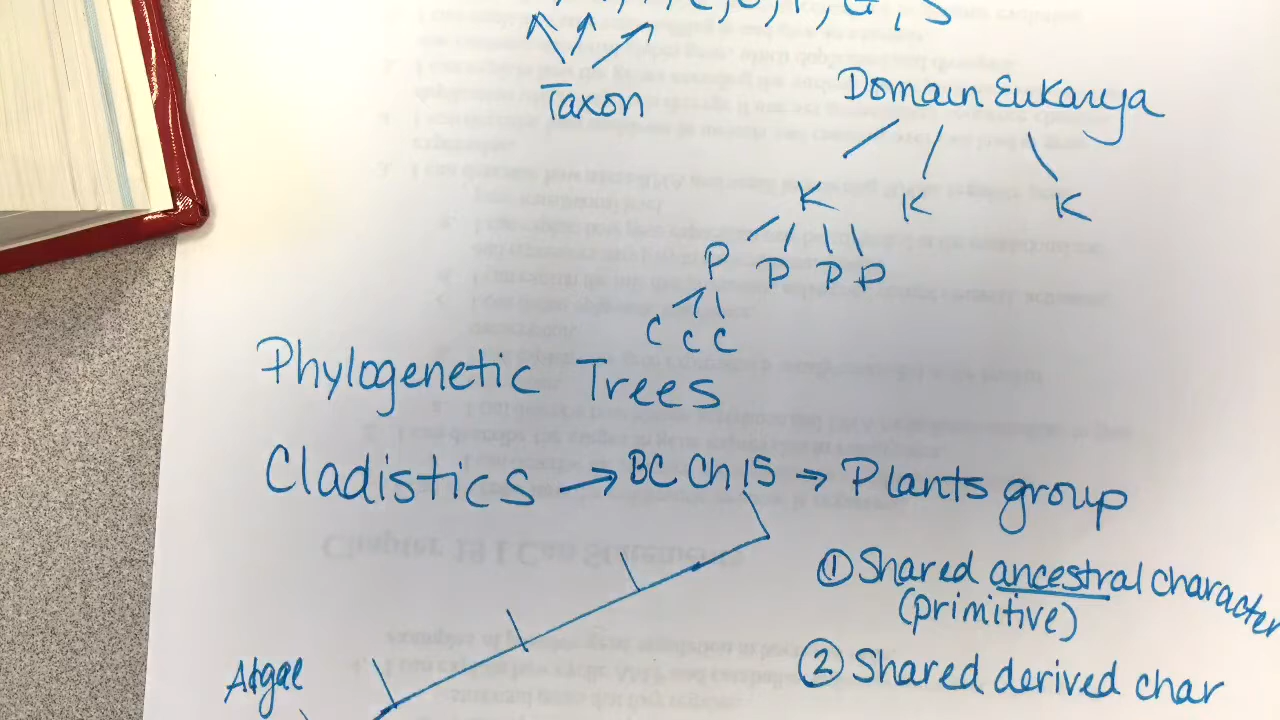 G, S
Taxon
Domain Eukarya
K K K
P P P P
C C C
Phylogenetic Trees
Cladistics → BC Ch 15 → Plants group
① Shared ancestral character
(primitive)
② Shared derived char
Algae